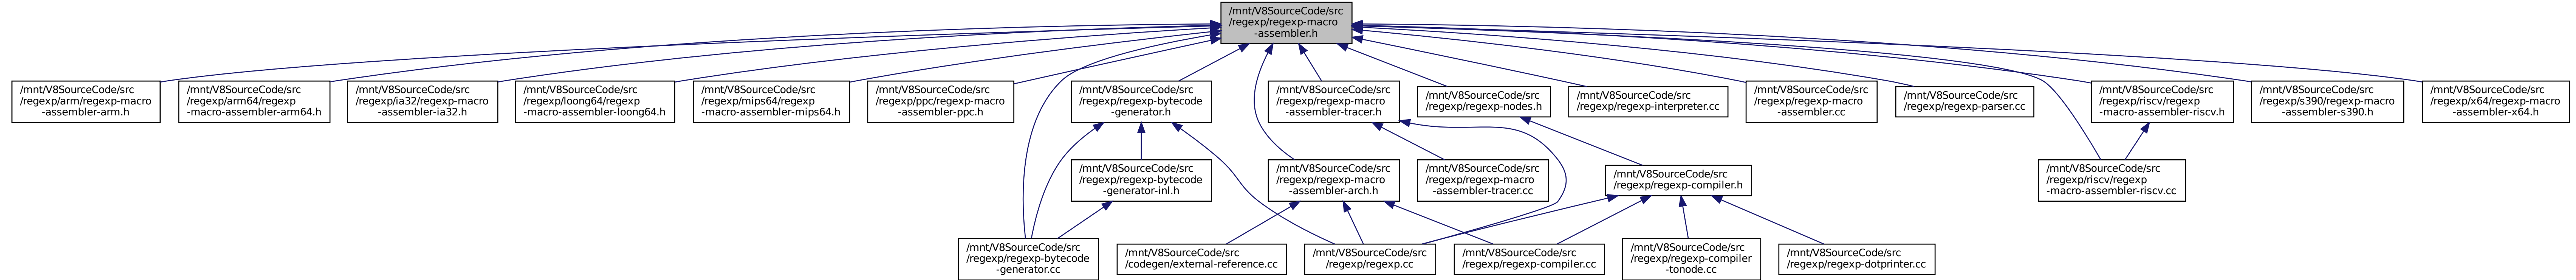 /mnt/V8SourceCode/src
/regexp/regexp-macro
-assembler.h
/mnt/V8SourceCode/src
/regexp/arm/regexp-macro
-assembler-arm.h
/mnt/V8SourceCode/src
/regexp/arm64/regexp
-macro-assembler-arm64.h
/mnt/V8SourceCode/src
/regexp/ia32/regexp-macro
-assembler-ia32.h
/mnt/V8SourceCode/src
/regexp/loong64/regexp
-macro-assembler-loong64.h
/mnt/V8SourceCode/src
/regexp/mips64/regexp
-macro-assembler-mips64.h
/mnt/V8SourceCode/src
/regexp/ppc/regexp-macro
-assembler-ppc.h
/mnt/V8SourceCode/src
/regexp/regexp-bytecode
-generator.h
/mnt/V8SourceCode/src
/regexp/regexp-macro
-assembler-tracer.h
/mnt/V8SourceCode/src
/regexp/regexp-nodes.h
/mnt/V8SourceCode/src
/regexp/regexp-interpreter.cc
/mnt/V8SourceCode/src
/regexp/regexp-macro
-assembler.cc
/mnt/V8SourceCode/src
/regexp/regexp-parser.cc
/mnt/V8SourceCode/src
/regexp/riscv/regexp
-macro-assembler-riscv.h
/mnt/V8SourceCode/src
/regexp/s390/regexp-macro
-assembler-s390.h
/mnt/V8SourceCode/src
/regexp/x64/regexp-macro
-assembler-x64.h
/mnt/V8SourceCode/src
/regexp/regexp-bytecode
-generator-inl.h
/mnt/V8SourceCode/src
/regexp/regexp-macro
-assembler-arch.h
/mnt/V8SourceCode/src
/regexp/regexp-macro
-assembler-tracer.cc
/mnt/V8SourceCode/src
/regexp/regexp-compiler.h
/mnt/V8SourceCode/src
/regexp/riscv/regexp
-macro-assembler-riscv.cc
/mnt/V8SourceCode/src
/regexp/regexp-bytecode
-generator.cc
/mnt/V8SourceCode/src
/codegen/external-reference.cc
/mnt/V8SourceCode/src
/regexp/regexp.cc
/mnt/V8SourceCode/src
/regexp/regexp-compiler.cc
/mnt/V8SourceCode/src
/regexp/regexp-compiler
-tonode.cc
/mnt/V8SourceCode/src
/regexp/regexp-dotprinter.cc